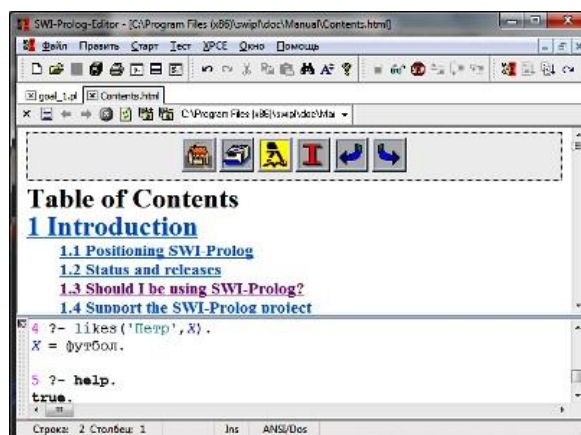 SWI-Prolog-Editor - [C:\Program Files (x86)\swipl\doc\Manual\Contents.html]
Файл Править Старт Тест XPCE Окно Помощь
goal_1.pl Contents.html
C:\Program Files (x86)\swipl\doc\Mar
Table of Contents
1 Introduction
1.1 Positioning SWI-Prolog
1.2 Status and releases
1.3 Should I be using SWI-Prolog?
1.4 Support the SWI-Prolog project
4 ?- likes('Петр',X).
X = футбол.
5 ?- help.
true.
Строка: 2 Столбец: 1 Ins ANSI/Dos